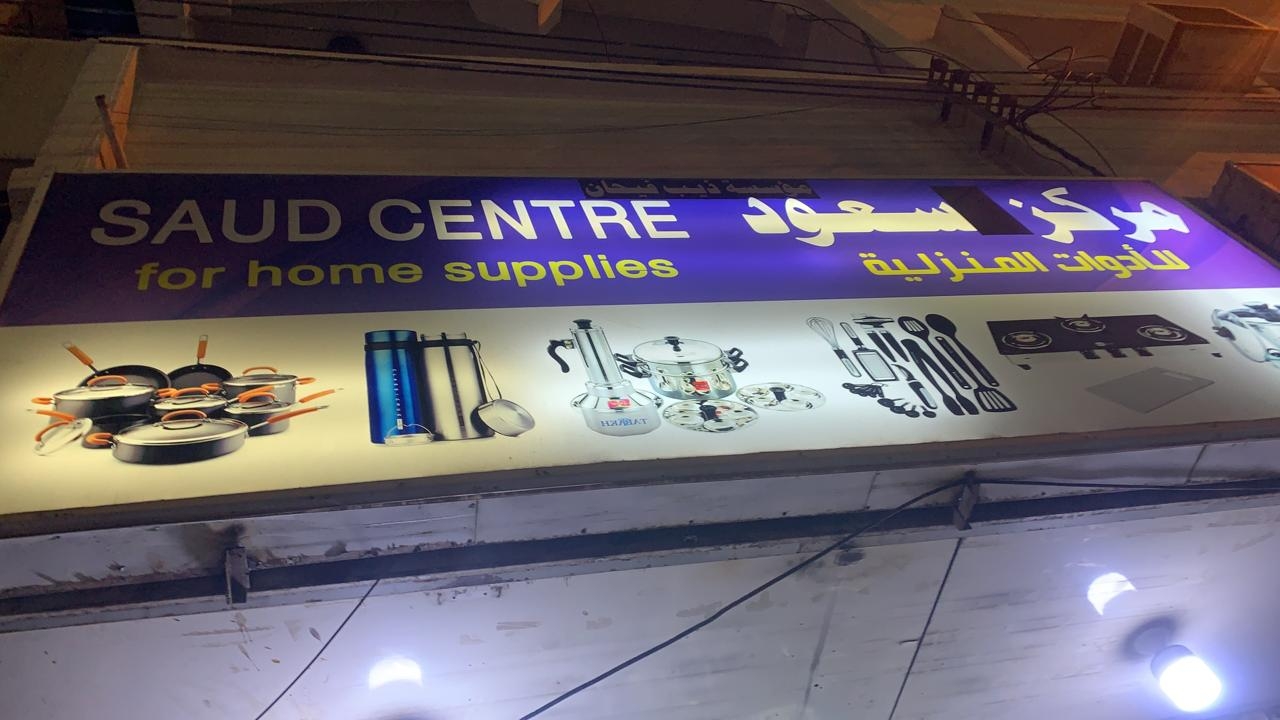 مؤسسة ذيب فيحان
SAUD CENTRE
for home supplies
مركز سعود
للأدوات المنزلية